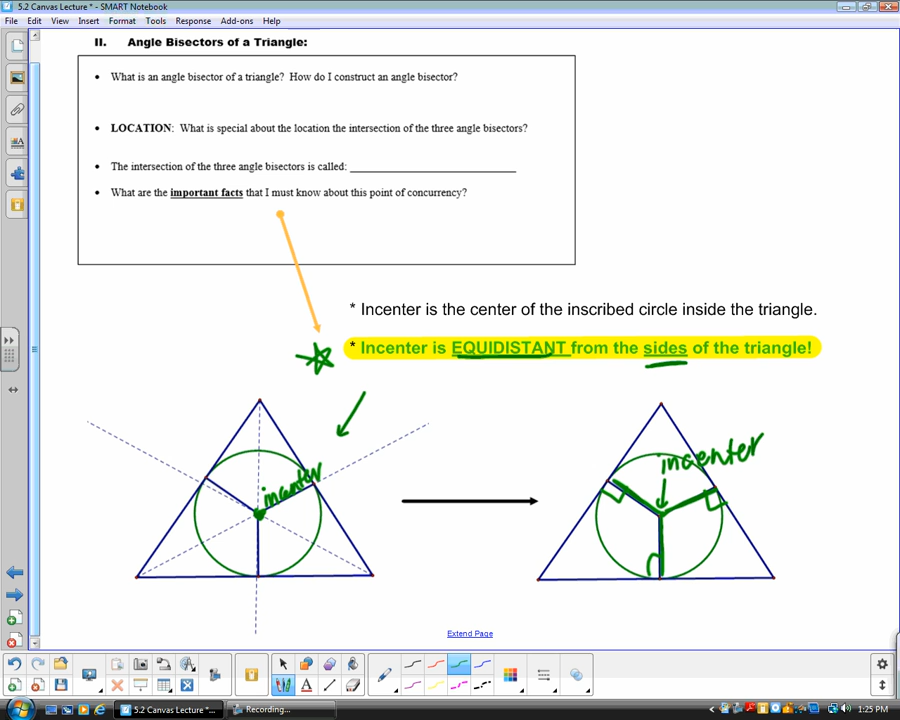 5.2 Canvas Lecture * - SMART Notebook
File Edit View Insert Format Tools Response Add-ons Help
II. Angle Bisectors of a Triangle:
• What is an angle bisector of a triangle? How do I construct an angle bisector?
• LOCATION: What is special about the location the intersection of the three angle bisectors?
• The intersection of the three angle bisectors is called: ____________________
• What are the important facts that I must know about this point of concurrency?
* Incenter is the center of the inscribed circle inside the triangle.
* Incenter is EQUIDISTANT from the sides of the triangle!
incenter
incenter
Extend Page
5.2 Canvas Lecture *...
Recording...
1:25 PM